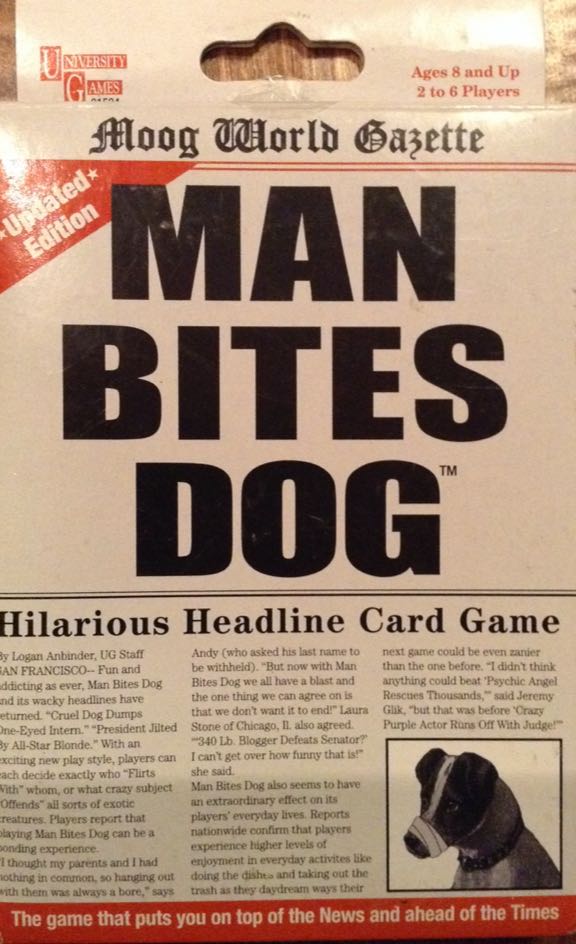 UNIVERSITY
GAMES
Ages 8 and Up
2 to 6 Players
Moog World Gazette
*Updated*
Edition
MAN
BITES
DOG™
Hilarious Headline Card Game
By Logan Anbinder, UG Staff
SAN FRANCISCO-- Fun and
addicting as ever, Man Bites Dog
and its wacky headlines have
returned. "Cruel Dog Dumps
One-Eyed Intern." "President Jilted
By All-Star Blonde." With an
exciting new play style, players can
each decide exactly who "Flirts
With" whom, or what crazy subject
"Offends" all sorts of exotic
creatures. Players report that
playing Man Bites Dog can be a
bonding experience.
"I thought my parents and I had
nothing in common, so hanging out
with them was always a bore," says
Andy (who asked his last name to
be withheld). "But now with Man
Bites Dog we all have a blast and
the one thing we can agree on is
that we don't want it to end!" Laura
Stone of Chicago, Il. also agreed.
"'340 Lb. Blogger Defeats Senator?'
I can't get over how funny that is!"
she said.
Man Bites Dog also seems to have
an extraordinary effect on its
players' everyday lives. Reports
nationwide confirm that players
experience higher levels of
enjoyment in everyday activites like
doing the dishes and taking out the
trash as they daydream ways their
next game could be even zanier
than the one before. "I didn't think
anything could beat 'Psychic Angel
Rescues Thousands,'" said Jeremy
Glik, "but that was before 'Crazy
Purple Actor Runs Off With Judge!'"
The game that puts you on top of the News and ahead of the Times